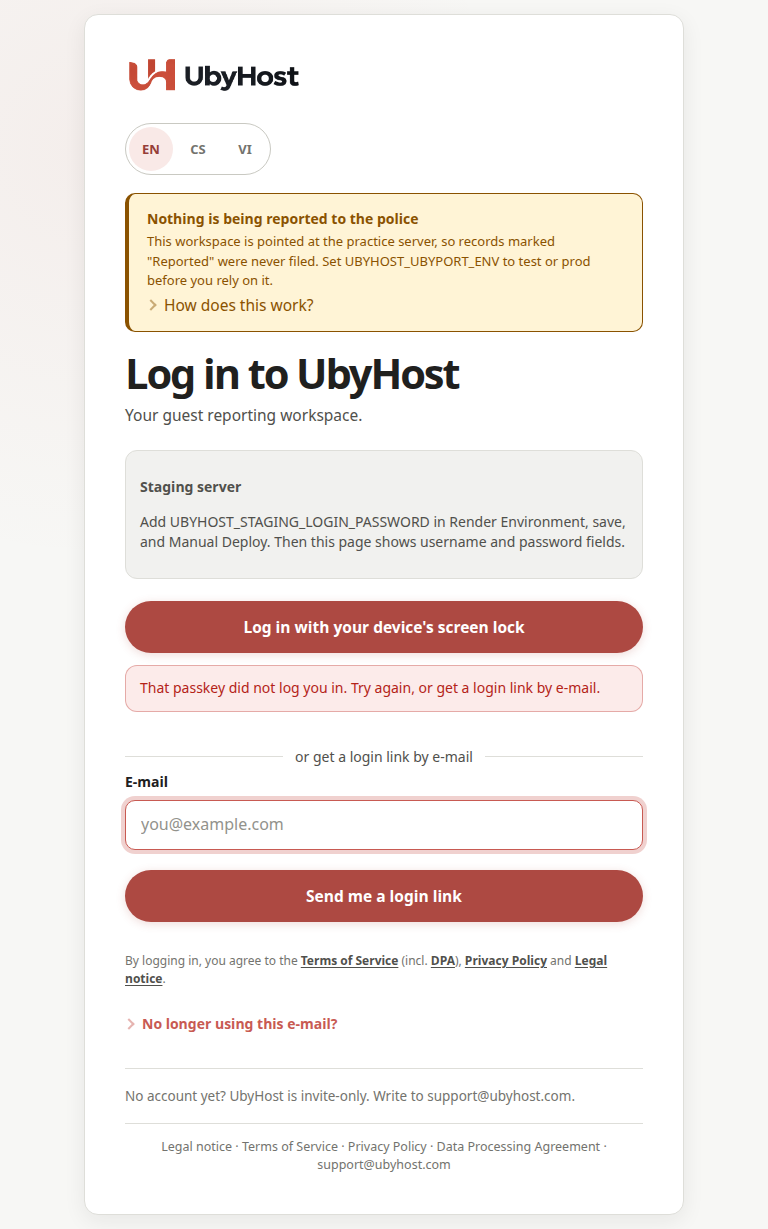 UbyHost
EN CS VI
Nothing is being reported to the police
This workspace is pointed at the practice server, so records marked
"Reported" were never filed. Set UBYHOST_UBYPORT_ENV to test or prod
before you rely on it.
How does this work?
Log in to UbyHost
Your guest reporting workspace.
Staging server
Add UBYHOST_STAGING_LOGIN_PASSWORD in Render Environment, save,
and Manual Deploy. Then this page shows username and password fields.
Log in with your device's screen lock
That passkey did not log you in. Try again, or get a login link by e-mail.
or get a login link by e-mail
E-mail
you@example.com
Send me a login link
By logging in, you agree to the Terms of Service (incl. DPA), Privacy Policy and Legal
notice.
No longer using this e-mail?
No account yet? UbyHost is invite-only. Write to support@ubyhost.com.
Legal notice · Terms of Service · Privacy Policy · Data Processing Agreement ·
support@ubyhost.com